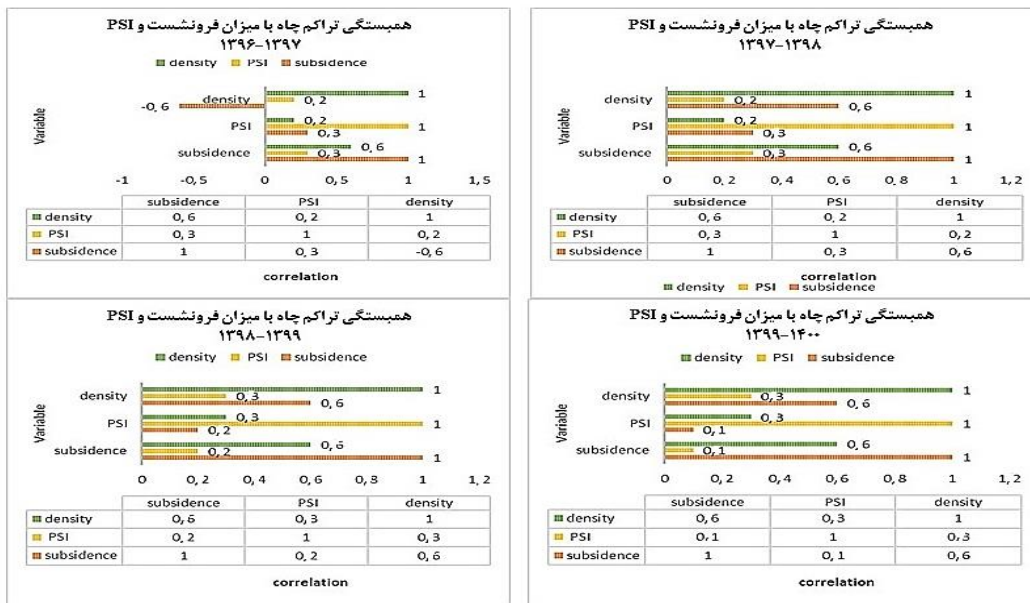 همبستگی تراکم چاه با میزان فرونشست و PSI
۱۳۹۶-۱۳۹۷
density PSI subsidence
Variable
density
1
0,2
-0,6
PSI
0,2
1
0,3
subsidence
0,6
0,3
1
-1 -0,5 0 0,5 1 1,5
subsidence PSI density
density 0,6 0,2 1
PSI 0,3 1 0,2
subsidence 1 0,3 -0,6
correlation
همبستگی تراکم چاه با میزان فرونشست و PSI
۱۳۹۷-۱۳۹۸
Variable
density
1
0,2
0,6
PSI
0,2
1
0,3
subsidence
0,6
0,3
1
0 0,2 0,4 0,6 0,8 1 1,2
subsidence PSI density
density 0,6 0,2 1
PSI 0,3 1 0,2
subsidence 1 0,3 0,6
correlation
density PSI subsidence
همبستگی تراکم چاه با میزان فرونشست و PSI
۱۳۹۸-۱۳۹۹
density PSI subsidence
Variable
density
1
0,3
0,6
PSI
0,3
1
0,2
subsidence
0,6
0,2
1
0 0,2 0,4 0,6 0,8 1 1,2
subsidence PSI density
density 0,6 0,3 1
PSI 0,2 1 0,3
subsidence 1 0,2 0,6
correlation
همبستگی تراکم چاه با میزان فرونشست و PSI
۱۳۹۹-۱۴۰۰
density PSI subsidence
Variable
density
1
0,3
0,6
PSI
0,3
1
0,1
subsidence
0,6
0,1
1
0 0,2 0,4 0,6 0,8 1 1,2
subsidence PSI density
density 0,6 0,3 1
PSI 0,1 1 0,3
subsidence 1 0,1 0,6
correlation